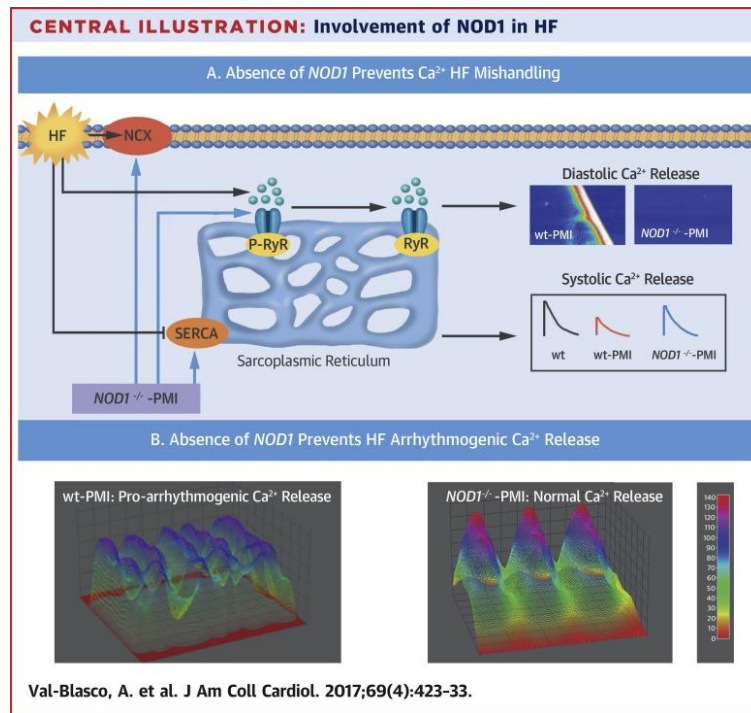 CENTRAL ILLUSTRATION: Involvement of NOD1 in HF
A. Absence of NOD1 Prevents Ca²⁺ HF Mishandling
HF
NCX
P-RyR
RyR
SERCA
Sarcoplasmic Reticulum
NOD1⁻/⁻-PMI
Diastolic Ca²⁺ Release
wt-PMI
NOD1⁻/⁻-PMI
Systolic Ca²⁺ Release
wt
wt-PMI
NOD1⁻/⁻-PMI
B. Absence of NOD1 Prevents HF Arrhythmogenic Ca²⁺ Release
wt-PMI: Pro-arrhythmogenic Ca²⁺ Release
NOD1⁻/⁻-PMI: Normal Ca²⁺ Release
140
130
120
110
100
90
80
70
60
50
40
30
20
10
0
Val-Blasco, A. et al. J Am Coll Cardiol. 2017;69(4):423–33.